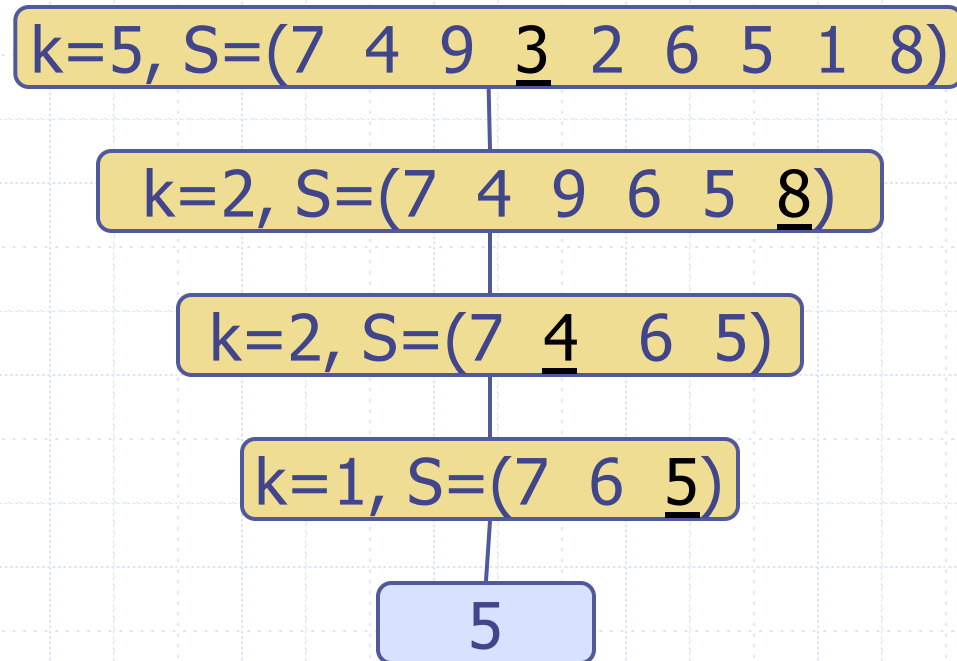 k=5, S=(7 4 9 3 2 6 5 1 8)
k=2, S=(7 4 9 6 5 8)
k=2, S=(7 4 6 5)
k=1, S=(7 6 5)
5